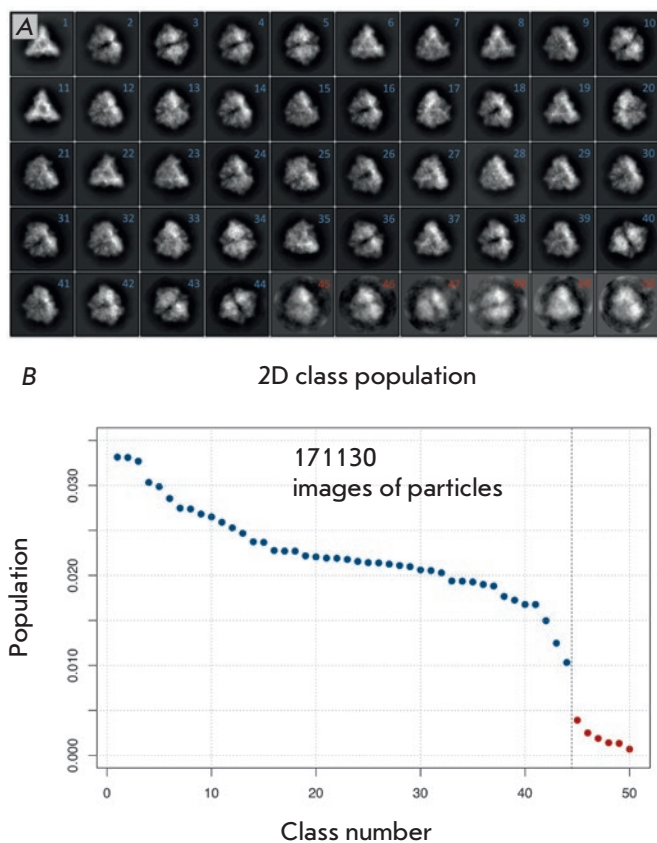 A
1 2 3 4 5 6 7 8 9 10
11 12 13 14 15 16 17 18 19 20
21 22 23 24 25 26 27 28 29 30
31 32 33 34 35 36 37 38 39 40
41 42 43 44 45 46 47
B 2D class population
171130
images of particles
Population
0.030
0.020
0.010
0.000
0 10 20 30 40 50
Class number